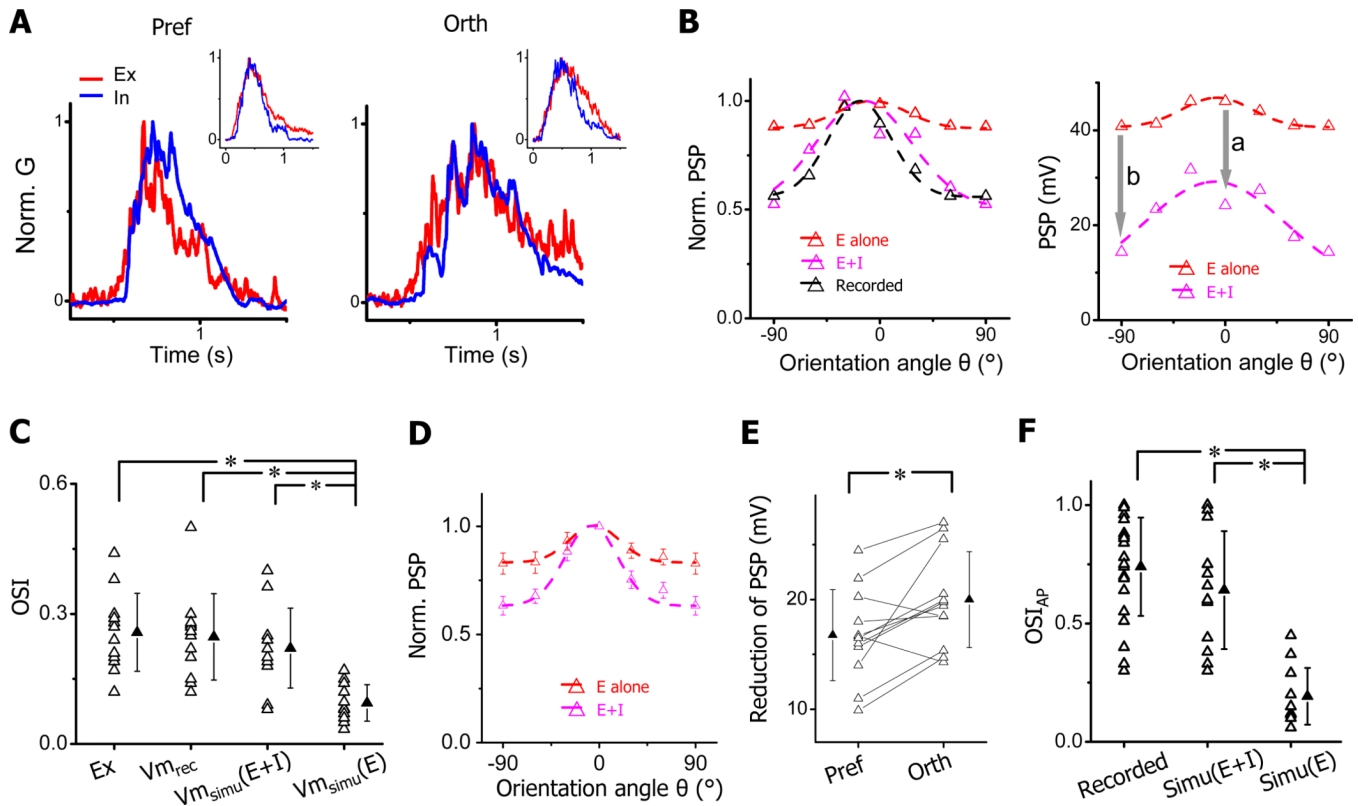 A
Pref
Orth
Ex
In
Norm. G
1
0
1
Time (s)
1
0
0
1
1
0
1
Time (s)
1
0
0
1
B
Norm. PSP
1.0
0.5
0.0
E alone
E+I
Recorded
-90
0
90
Orientation angle θ (°)
PSP (mV)
40
20
0
b
a
E alone
E+I
-90
0
90
Orientation angle θ (°)
C
OSI
0.6
0.3
0.0
*
*
*
Ex
Vmrec
Vmsimu(E+I)
Vmsimu(E)
D
Norm. PSP
1.0
0.5
0.0
E alone
E+I
-90
0
90
Orientation angle θ (°)
E
Reduction of PSP (mV)
20
10
*
Pref
Orth
F
OSIAP
1.0
0.5
0.0
*
*
Recorded
Simu(E+I)
Simu(E)